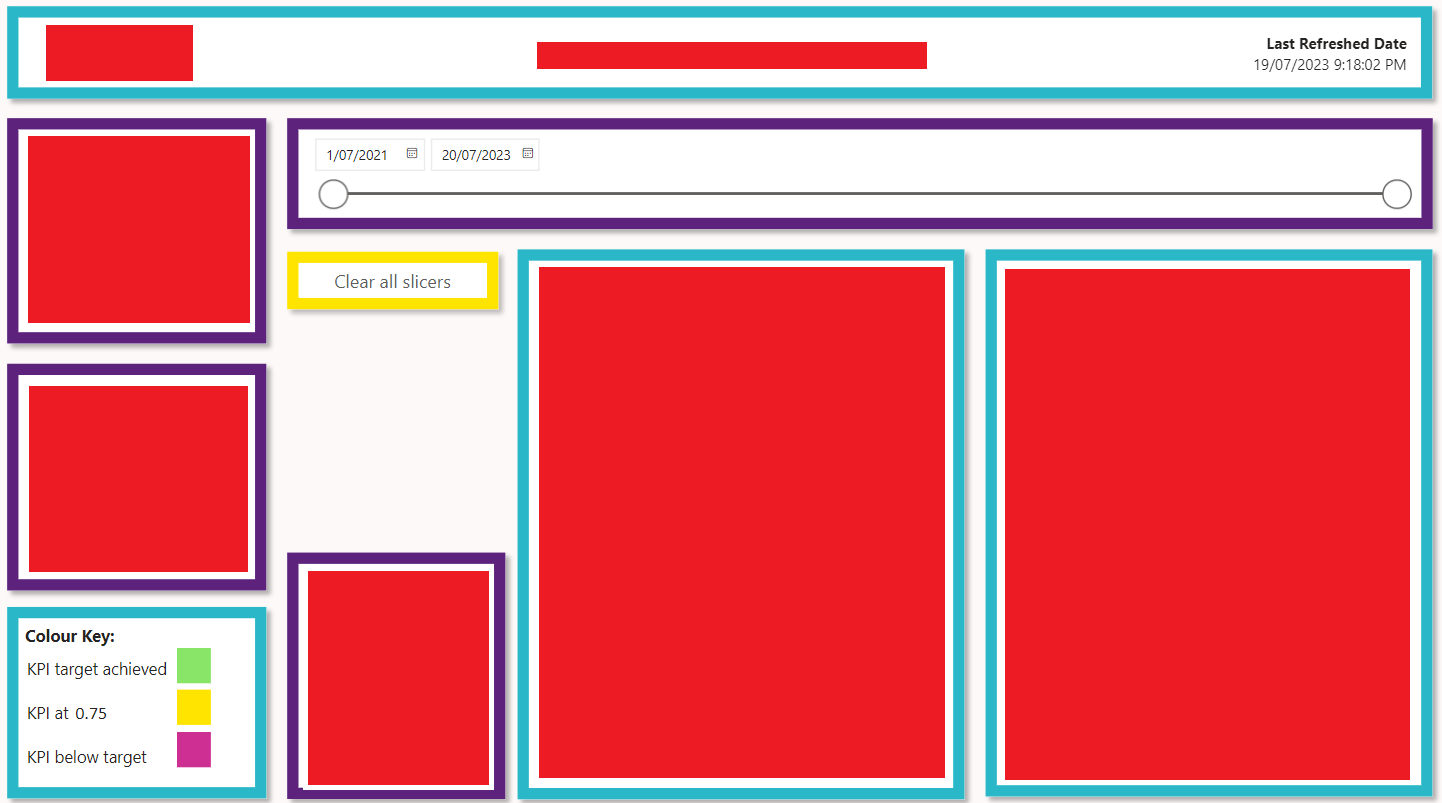 Last Refreshed Date
19/07/2023 9:18:02 PM
1/07/2021 20/07/2023
Clear all slicers
Colour Key:
KPI target achieved
KPI at 0.75
KPI below target